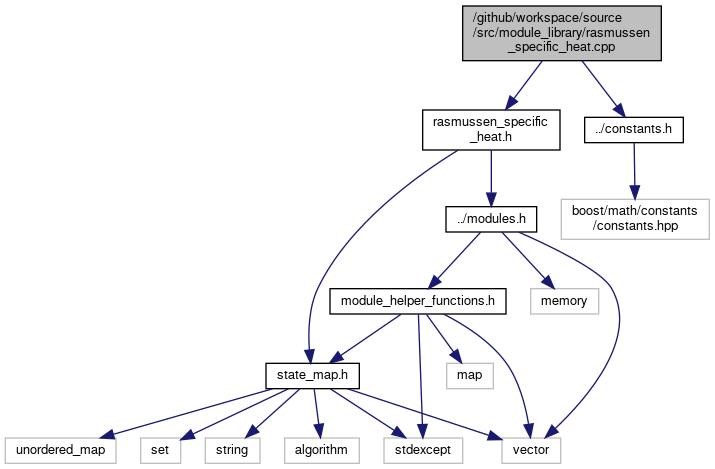 /github/workspace/source
/src/module_library/rasmussen
_specific_heat.cpp
rasmussen_specific
_heat.h
../constants.h
../modules.h
boost/math/constants
/constants.hpp
module_helper_functions.h
memory
state_map.h
map
unordered_map
set
string
algorithm
stdexcept
vector